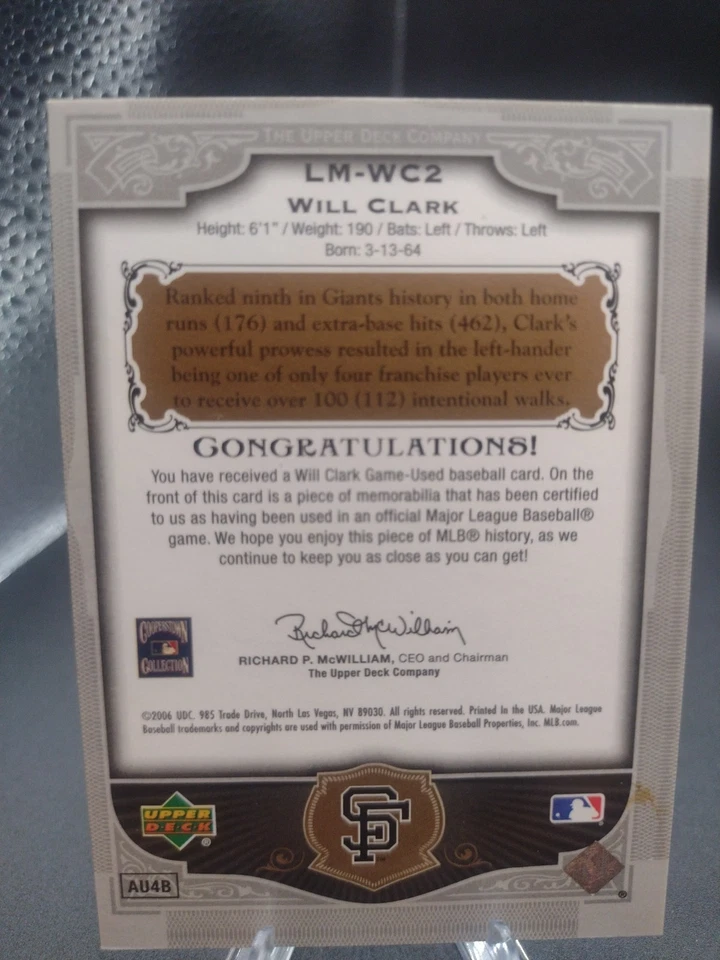 THE UPPER DECK COMPANY
LM-WC2
WILL CLARK
Height: 6'1" / Weight: 190 / Bats: Left / Throws: Left
Born: 3-13-64
Ranked ninth in Giants history in both home
runs (176) and extra-base hits (462), Clark's
powerful prowess resulted in the left-hander
being one of only four franchise players ever
to receive over 100 (112) intentional walks.
CONGRATULATIONS!
You have received a Will Clark Game-Used baseball card. On the
front of this card is a piece of memorabilia that has been certified
to us as having been used in an official Major League Baseball®
game. We hope you enjoy this piece of MLB® history, as we
continue to keep you as close as you can get!
Richard P. McWilliam
COOPERSTOWN
COLLECTION
RICHARD P. McWILLIAM, CEO and Chairman
The Upper Deck Company
©2006 UDC. 985 Trade Drive, North Las Vegas, NV 89030. All rights reserved. Printed in the USA. Major League
Baseball trademarks and copyrights are used with permission of Major League Baseball Properties, Inc. MLB.com.
UPPER
DECK
®
SF
AU4B
®